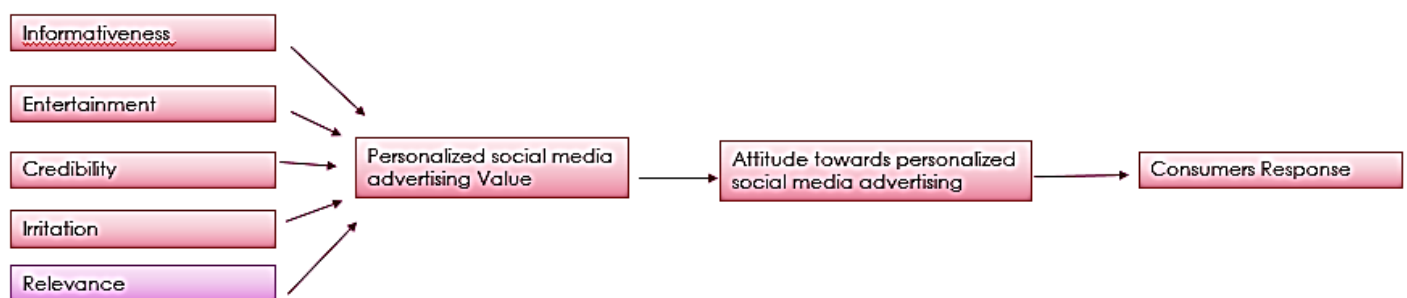 Informativeness
Entertainment
Credibility
Irritation
Relevance
Personalized social media
advertising Value
Attitude towards personalized
social media advertising
Consumers Response